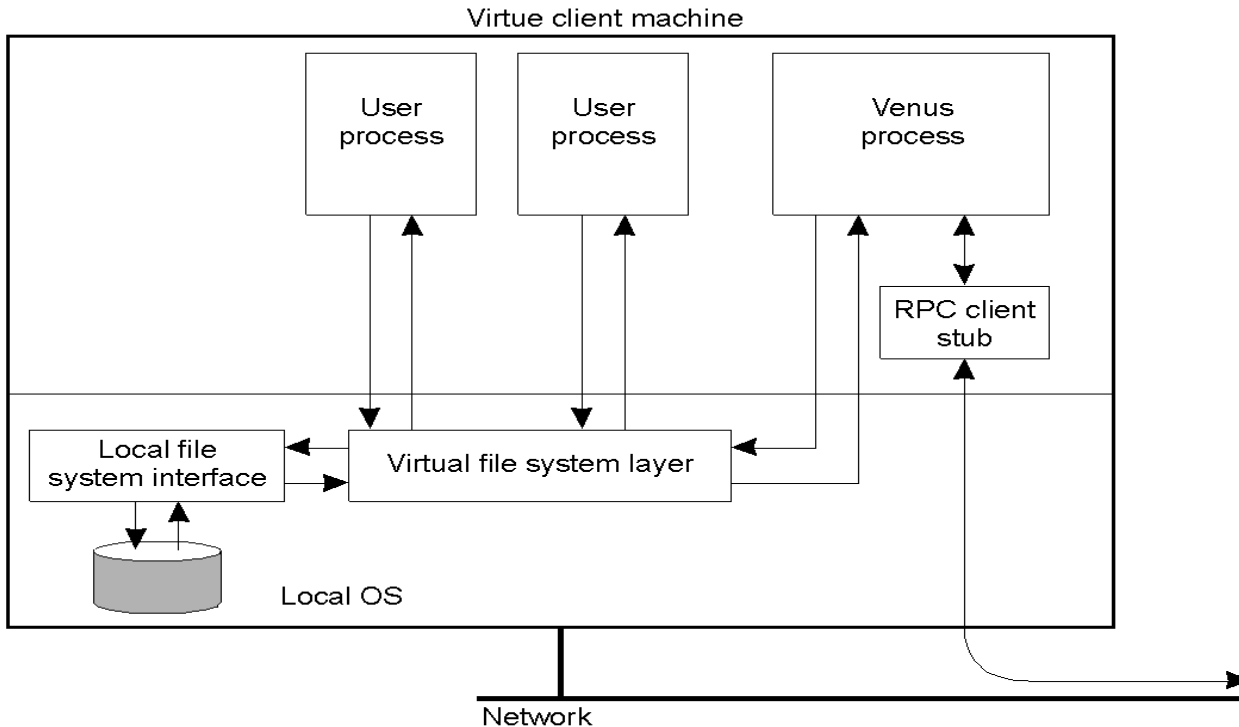 Virtue client machine
User
process
User
process
Venus
process
RPC client
stub
Local file
system interface
Virtual file system layer
Local OS
Network